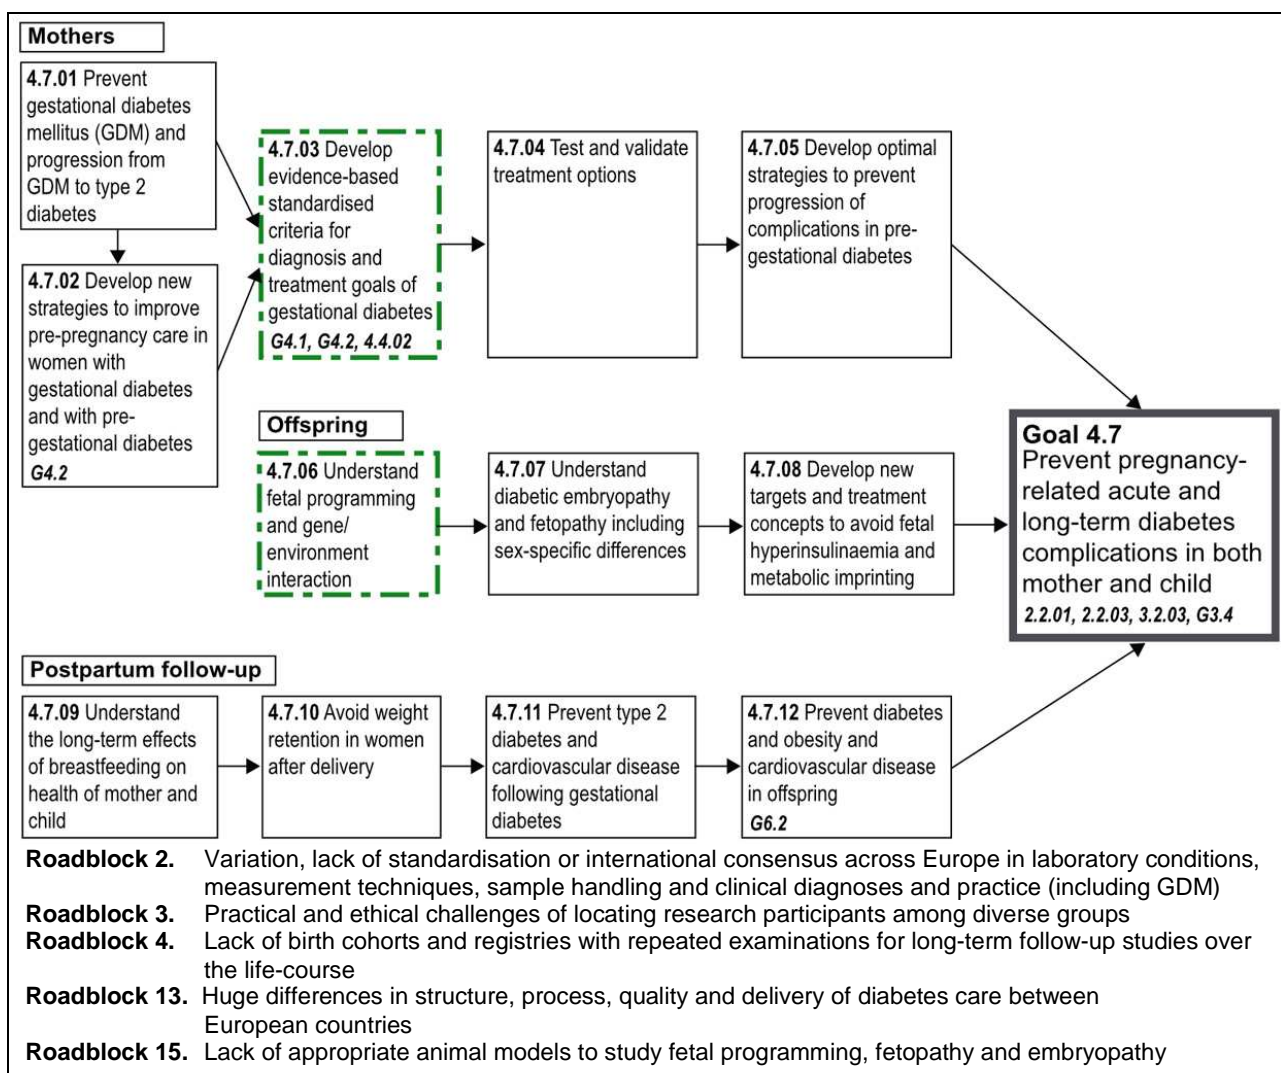 Mothers
4.7.01 Prevent
gestational diabetes
mellitus (GDM) and
progression from
GDM to type 2
diabetes
4.7.02 Develop new
strategies to improve
pre-pregnancy care in
women with
gestational diabetes
and with pre-
gestational diabetes
G4.2
4.7.03 Develop
evidence-based
standardised
criteria for
diagnosis and
treatment goals of
gestational diabetes
G4.1, G4.2, 4.4.02
4.7.04 Test and validate
treatment options
4.7.05 Develop optimal
strategies to prevent
progression of
complications in pre-
gestational diabetes
Offspring
4.7.06 Understand
fetal programming
and gene/
environment
interaction
4.7.07 Understand
diabetic embryopathy
and fetopathy including
sex-specific differences
4.7.08 Develop new
targets and treatment
concepts to avoid fetal
hyperinsulinaemia and
metabolic imprinting
Goal 4.7
Prevent pregnancy-
related acute and
long-term diabetes
complications in both
mother and child
2.2.01, 2.2.03, 3.2.03, G3.4
Postpartum follow-up
4.7.09 Understand
the long-term effects
of breastfeeding on
health of mother and
child
4.7.10 Avoid weight
retention in women
after delivery
4.7.11 Prevent type 2
diabetes and
cardiovascular disease
following gestational
diabetes
4.7.12 Prevent diabetes
and obesity and
cardiovascular disease
in offspring
G6.2
Roadblock 2. Variation, lack of standardisation or international consensus across Europe in laboratory conditions,
measurement techniques, sample handling and clinical diagnoses and practice (including GDM)
Roadblock 3. Practical and ethical challenges of locating research participants among diverse groups
Roadblock 4. Lack of birth cohorts and registries with repeated examinations for long-term follow-up studies over
the life-course
Roadblock 13. Huge differences in structure, process, quality and delivery of diabetes care between
European countries
Roadblock 15. Lack of appropriate animal models to study fetal programming, fetopathy and embryopathy